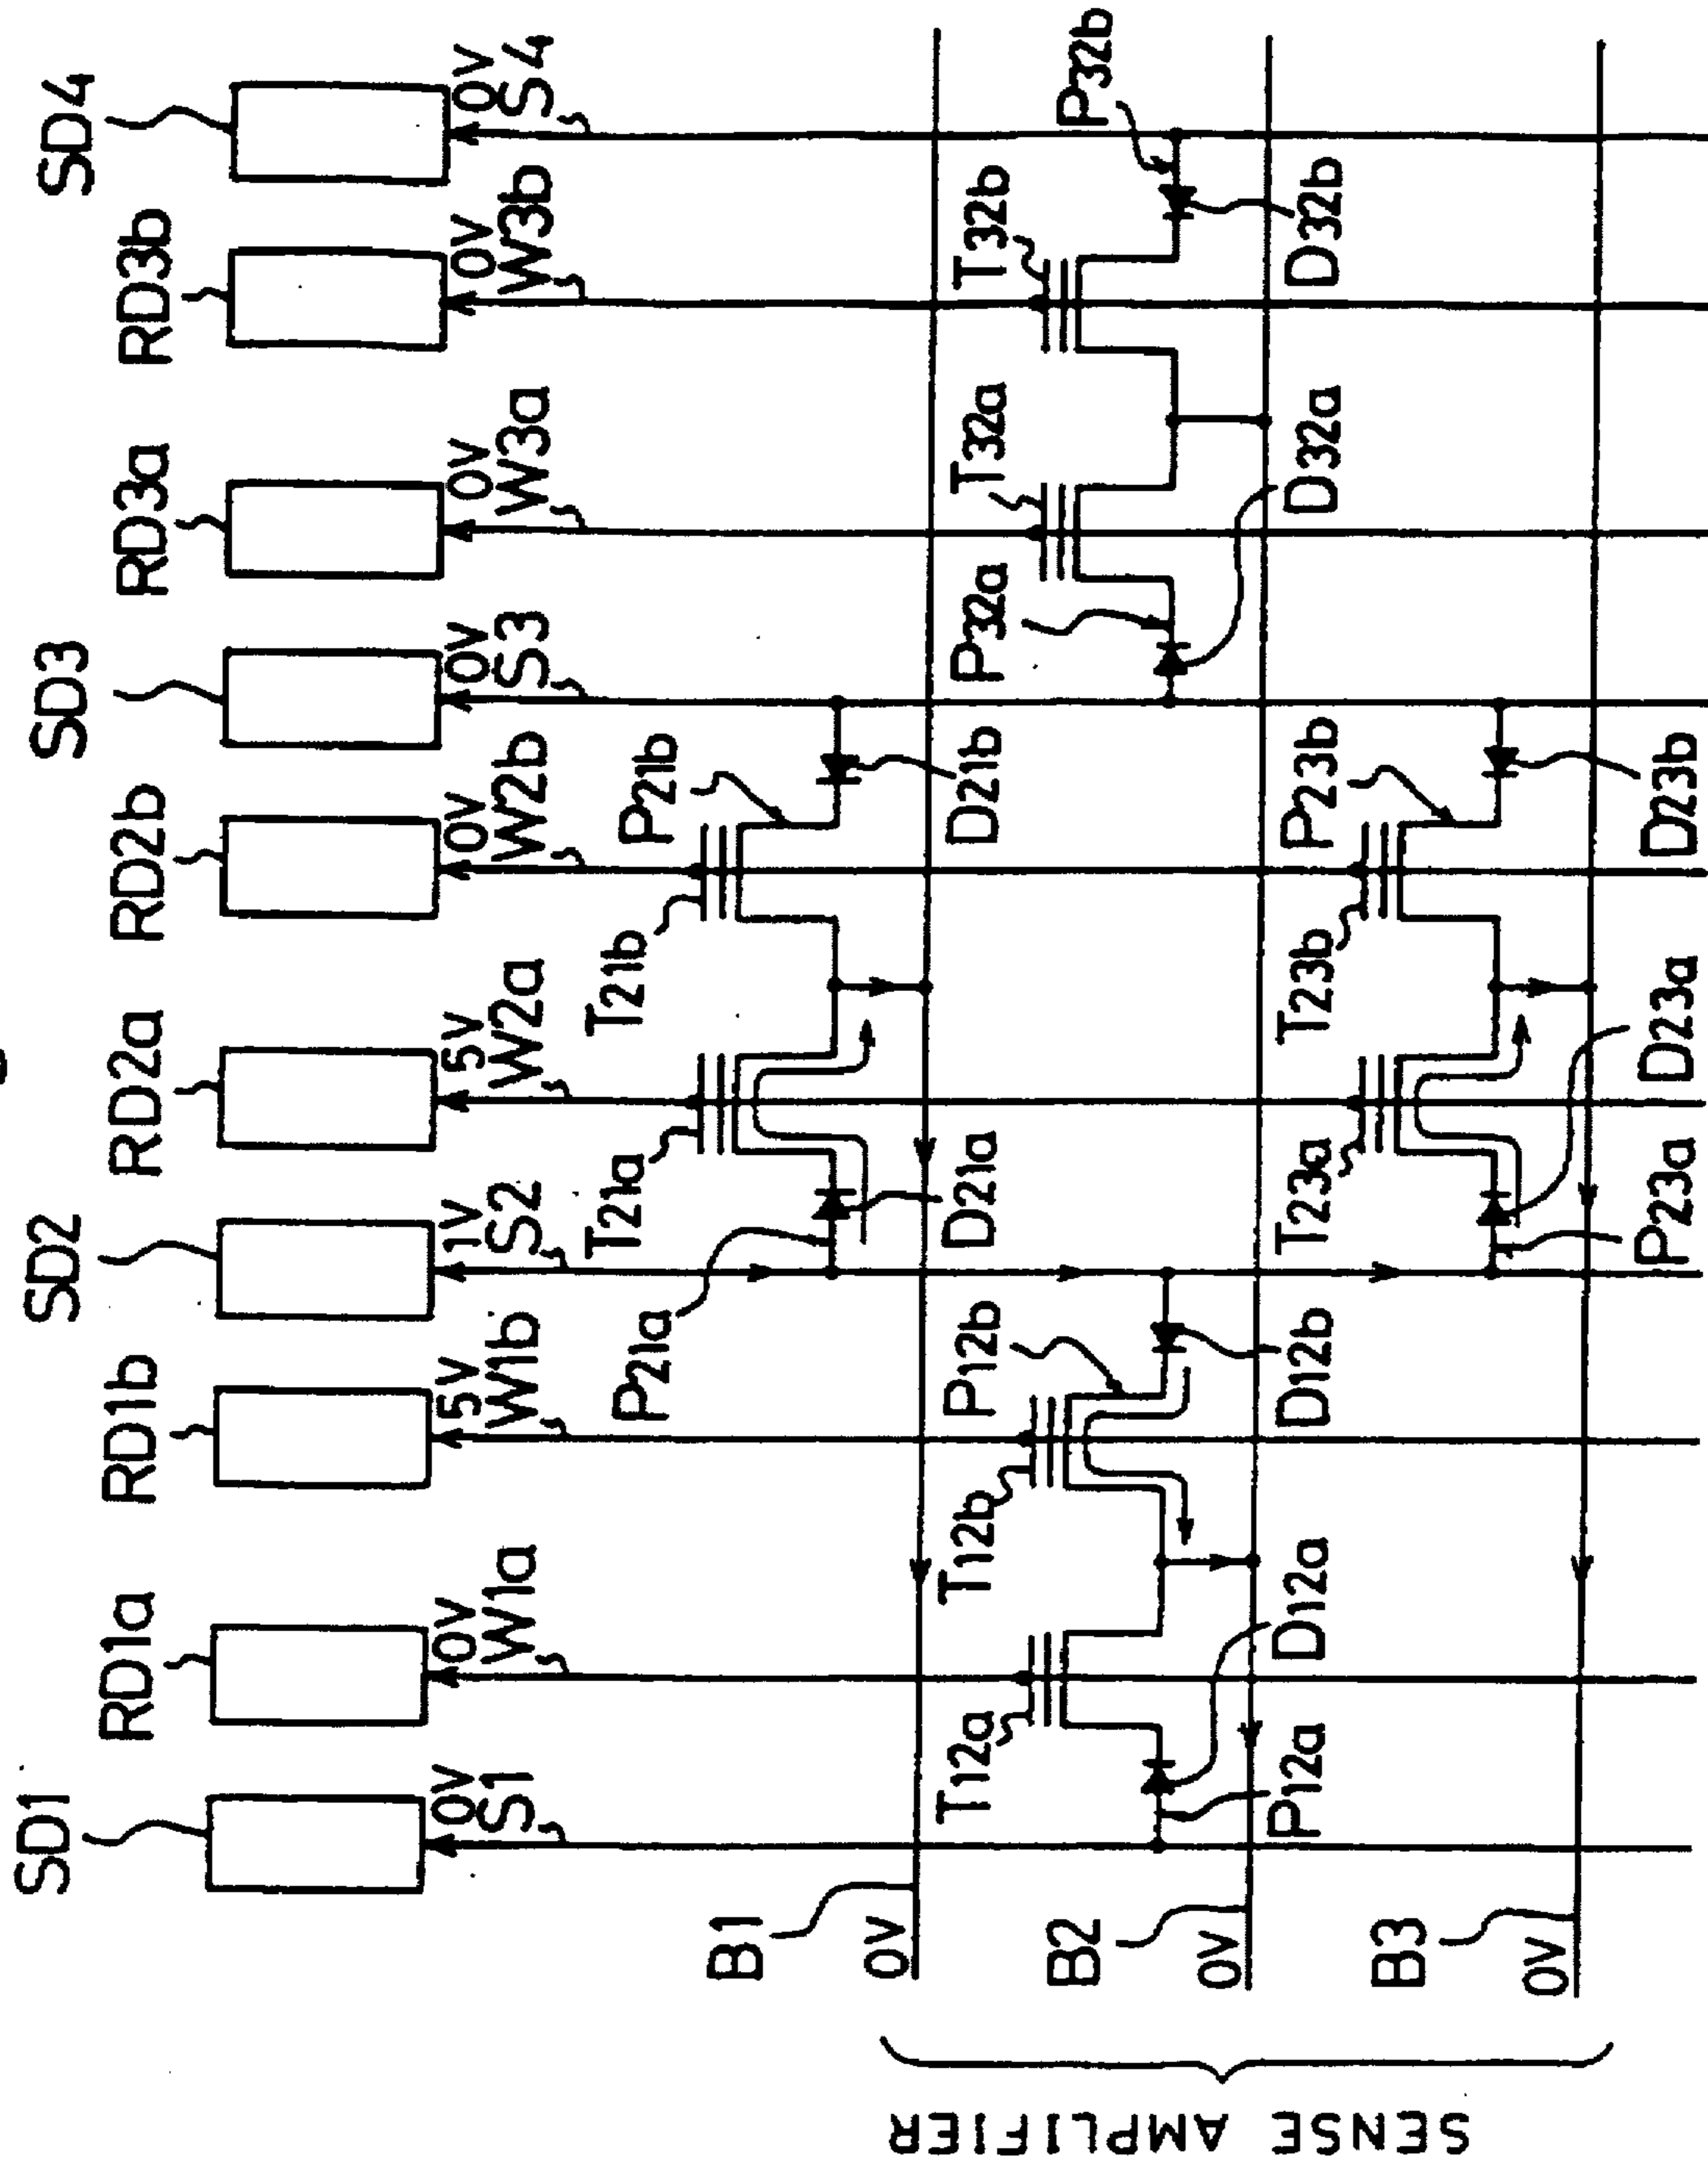 SD1
RD1a
RD1b
SD2
RD2a
RD2b
SD3
RD3a
RD3b
SD4
0V
S1
0V
W1a
5V
W1b
1V
S2
5V
W2a
0V
W2b
0V
S3
0V
W3a
0V
W3b
0V
S4
P21a
T21a
T21b
P21b
B1
0V
D21a
D21b
T12a
T12b
P12b
P32a
T32a
T32b
P32b
B2
0V
P12a
D12a
D12b
T23a
T23b
P23b
D32a
D32b
B3
0V
P23a
D23a
D23b
SENSE AMPLIFIER